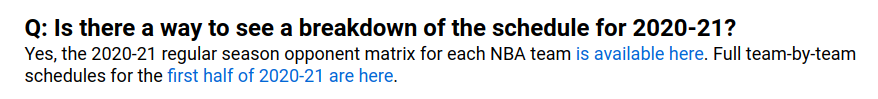 Q: Is there a way to see a breakdown of the schedule for 2020-21?
Yes, the 2020-21 regular season opponent matrix for each NBA team is available here. Full team-by-team
schedules for the first half of 2020-21 are here.